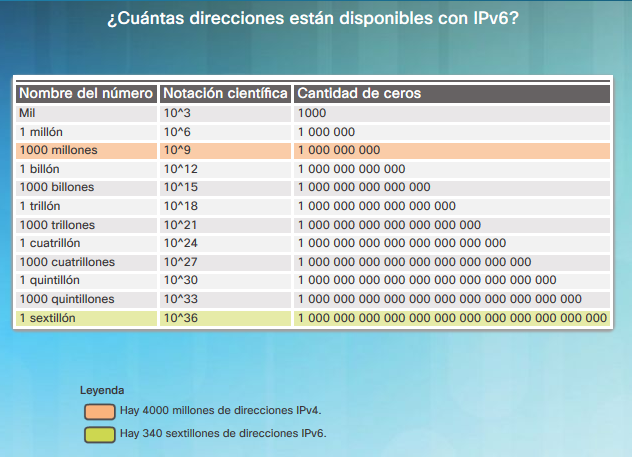 ¿Cuántas direcciones están disponibles con IPv6?
Nombre del número Notación científica Cantidad de ceros
Mil 10^3 1000
1 millón 10^6 1 000 000
1000 millones 10^9 1 000 000 000
1 billón 10^12 1 000 000 000 000
1000 billones 10^15 1 000 000 000 000 000
1 trillón 10^18 1 000 000 000 000 000 000
1000 trillones 10^21 1 000 000 000 000 000 000 000
1 cuatrillón 10^24 1 000 000 000 000 000 000 000 000
1000 cuatrillones 10^27 1 000 000 000 000 000 000 000 000 000
1 quintillón 10^30 1 000 000 000 000 000 000 000 000 000 000
1000 quintillones 10^33 1 000 000 000 000 000 000 000 000 000 000 000
1 sextillón 10^36 1 000 000 000 000 000 000 000 000 000 000 000 000
Leyenda
Hay 4000 millones de direcciones IPv4.
Hay 340 sextillones de direcciones IPv6.